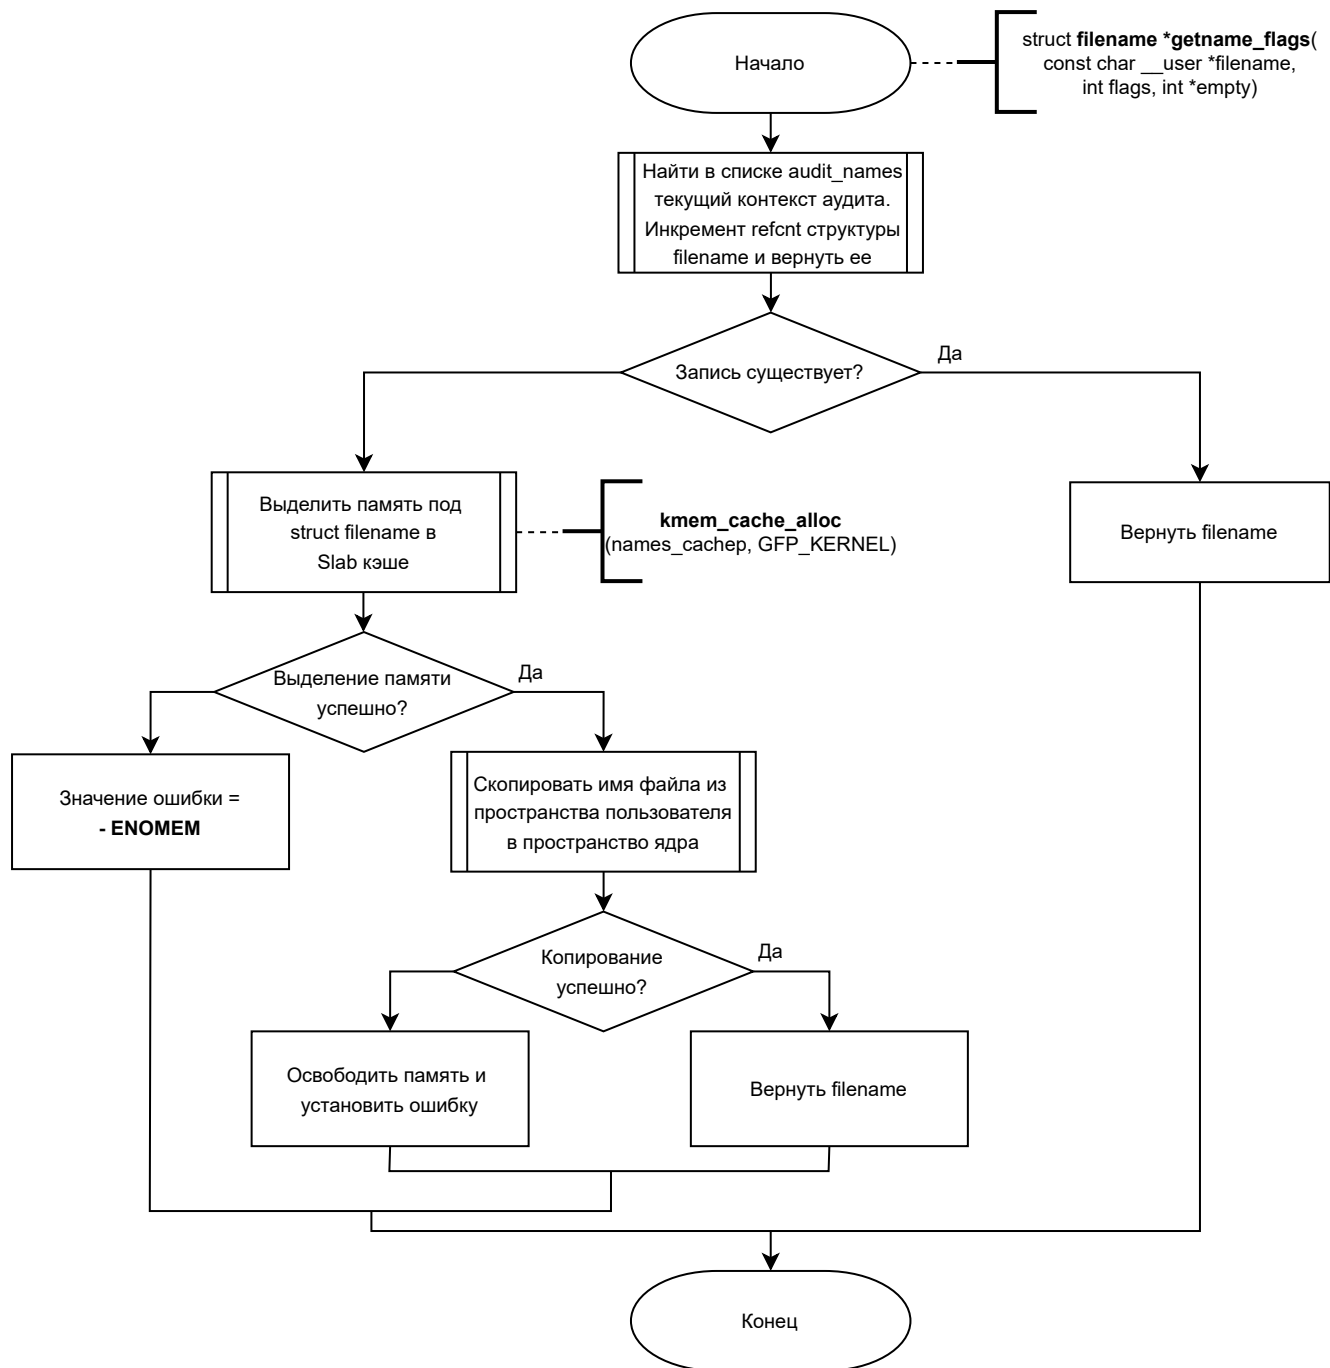 Начало
struct filename *getname_flags(
const char __user *filename,
int flags, int *empty)
Найти в списке audit_names
текущий контекст аудита.
Инкремент refcnt структуры
filename и вернуть ее
Запись существует?
Да
Выделить память под
struct filename в
Slab кэше
kmem_cache_alloc
(names_cachep, GFP_KERNEL)
Вернуть filename
Выделение памяти
успешно?
Да
Значение ошибки =
- ENOMEM
Скопировать имя файла из
пространства пользователя
в пространство ядра
Копирование
успешно?
Да
Освободить память и
установить ошибку
Вернуть filename
Конец